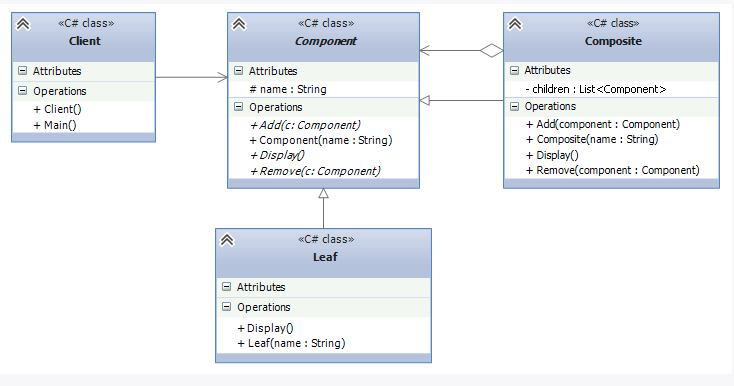 «C# class»
Client
Attributes
Operations
+ Client()
+ Main()
«C# class»
Component
Attributes
# name : String
Operations
+ Add(c: Component)
+ Component(name : String)
+ Display()
+ Remove(c: Component)
«C# class»
Composite
Attributes
- children : List<Component>
Operations
+ Add(component : Component)
+ Composite(name : String)
+ Display()
+ Remove(component : Component)
«C# class»
Leaf
Attributes
Operations
+ Display()
+ Leaf(name : String)